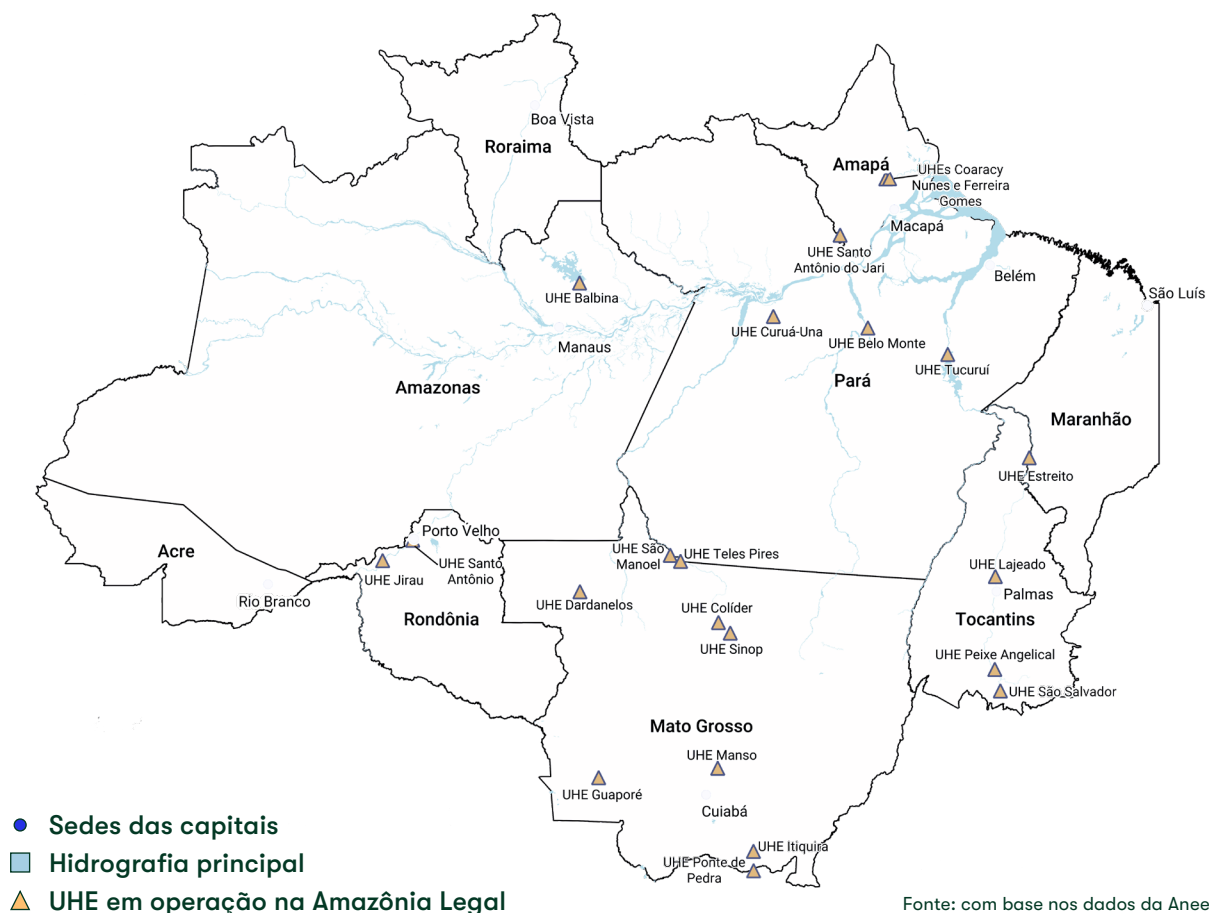 Boa Vista
Roraima
Amapá
UHEs Coaracy
Nunes e Ferreira
Gomes
Macapá
UHE Santo
Antônio do Jari
Belém
São Luís
UHE Balbina
UHE Curuá-Una
UHE Belo Monte
Manaus
UHE Tucuruí
Amazonas
Pará
Maranhão
UHE Estreito
Porto Velho
Acre
UHE Jirau
UHE Santo
Antônio
UHE São
Manoel
UHE Teles Pires
UHE Lajeado
Palmas
Rio Branco
UHE Dardanelos
UHE Colíder
Rondônia
Tocantins
UHE Sinop
UHE Peixe Angelical
UHE São Salvador
Mato Grosso
UHE Manso
UHE Guaporé
Cuiabá
UHE Itiquira
UHE Ponte de
Pedra
Sedes das capitais
Hidrografia principal
UHE em operação na Amazônia Legal
Fonte: com base nos dados da Anee